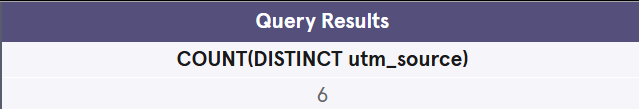 Query Results
COUNT(DISTINCT utm_source)
6